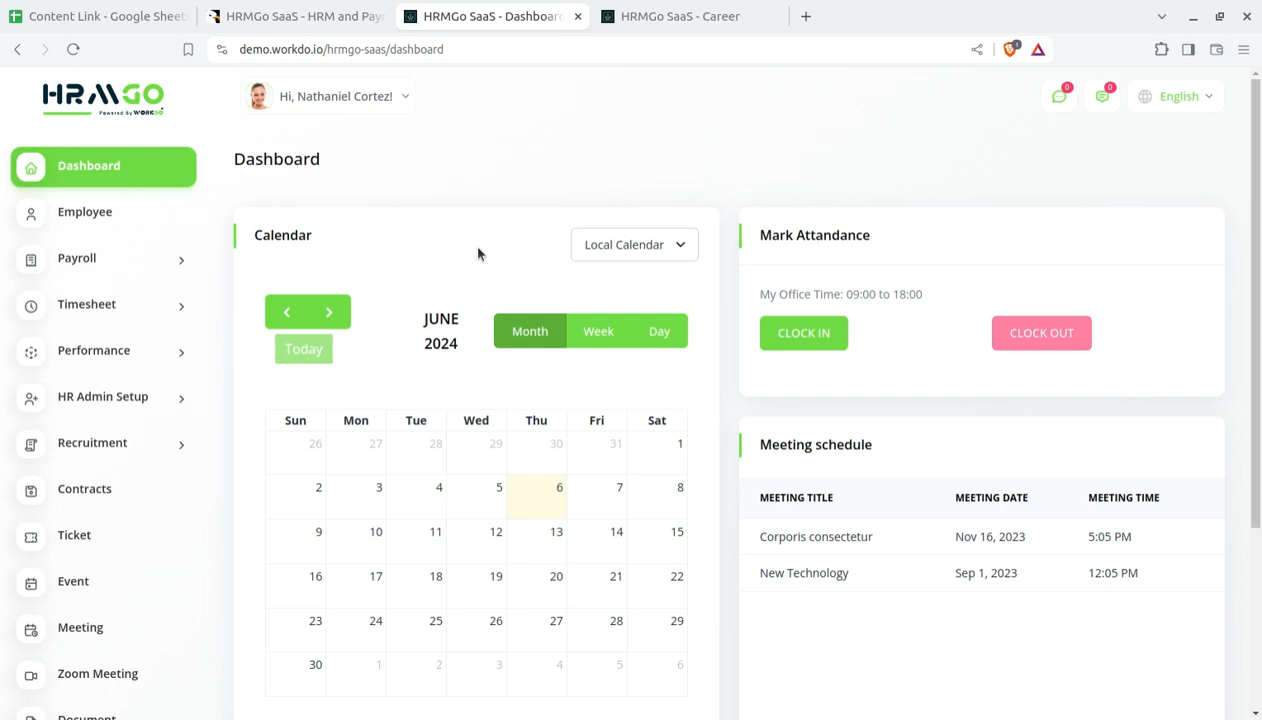 Content Link - Google Sheet
HRMGo SaaS - HRM and Payr
HRMGo SaaS - Dashboar
HRMGo SaaS - Career
demo.workdo.io/hrmgo-saas/dashboard
1
HRMGO
Powered by WORKDO
Hi, Nathaniel Cortez!
0
0
English
Dashboard
Employee
Payroll
Timesheet
Performance
HR Admin Setup
Recruitment
Contracts
Ticket
Event
Meeting
Zoom Meeting
Document
Dashboard
Calendar
Local Calendar
Today
JUNE
2024
Month Week Day
Sun Mon Tue Wed Thu Fri Sat
26 27 28 29 30 31 1
2 3 4 5 6 7 8
9 10 11 12 13 14 15
16 17 18 19 20 21 22
23 24 25 26 27 28 29
30 1 2 3 4 5 6
Mark Attandance
My Office Time: 09:00 to 18:00
CLOCK IN CLOCK OUT
Meeting schedule
MEETING TITLE MEETING DATE MEETING TIME
Corporis consectetur Nov 16, 2023 5:05 PM
New Technology Sep 1, 2023 12:05 PM